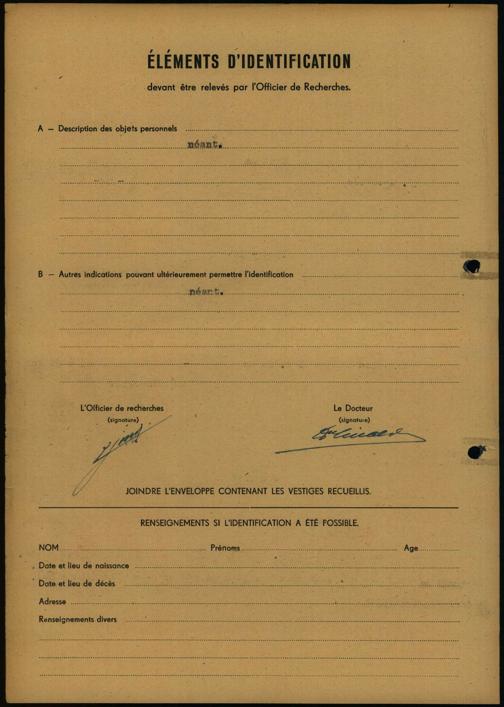 ÉLÉMENTS D'IDENTIFICATION
devant être relevés par l'Officier de Recherches.
A — Description des objets personnels
néant.
B — Autres indications pouvant ultérieurement permettre l'identification
néant.
L'Officier de recherches Le Docteur
(signature) (signature)
JOINDRE L'ENVELOPPE CONTENANT LES VESTIGES RECUEILLIS.
RENSEIGNEMENTS SI L'IDENTIFICATION A ÉTÉ POSSIBLE.
NOM Prénoms Age
Date et lieu de naissance
Date et lieu de décès
Adresse
Renseignements divers